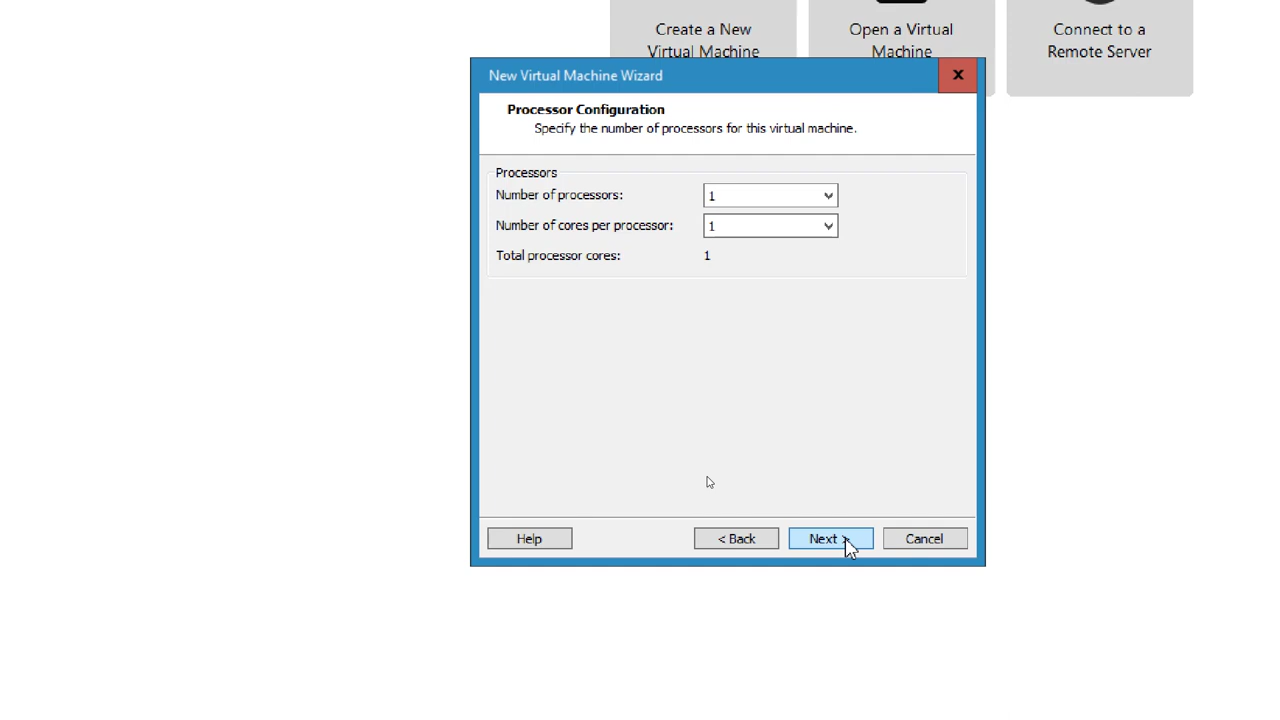 Create a New
Virtual Machine
Open a Virtual
Machine
Connect to a
Remote Server
New Virtual Machine Wizard
Processor Configuration
Specify the number of processors for this virtual machine.
Processors
Number of processors: 1
Number of cores per processor: 1
Total processor cores: 1
Help
< Back
Next >
Cancel